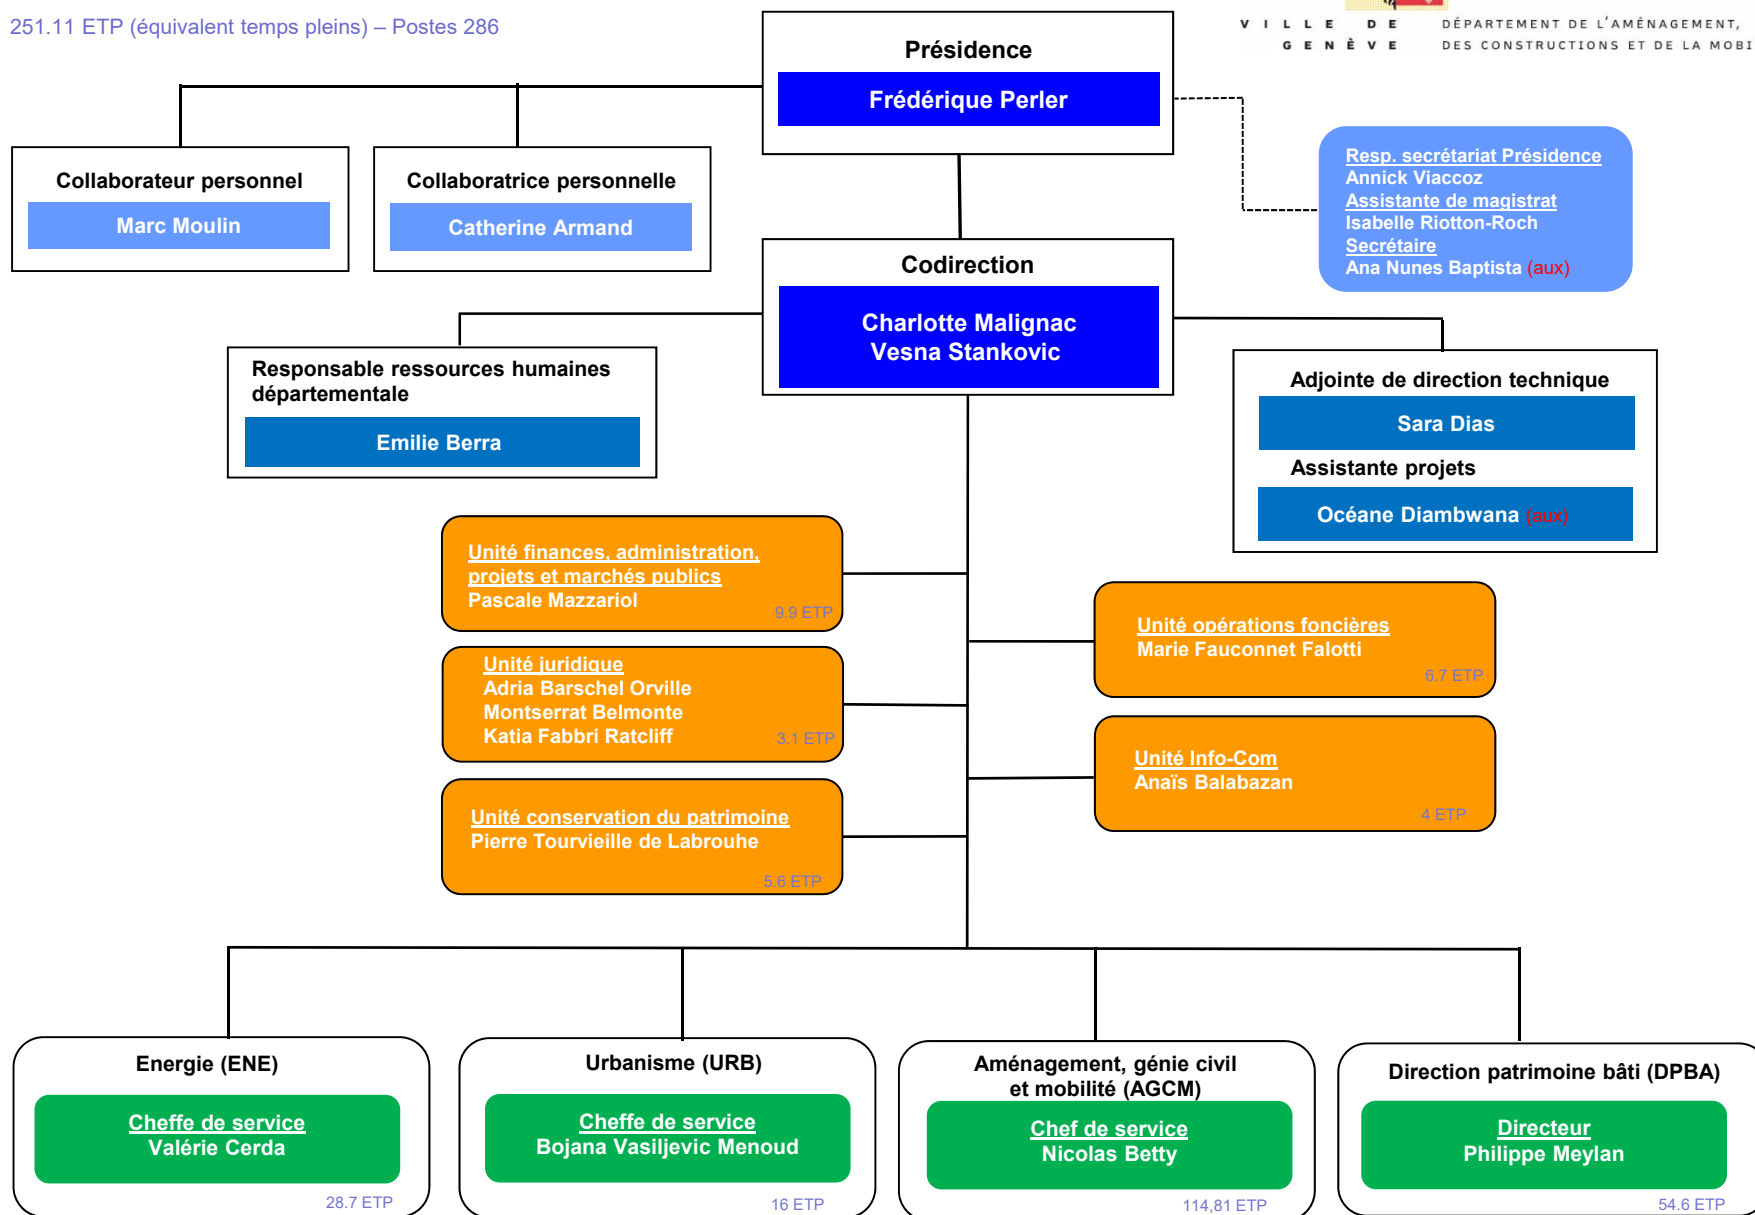 251.11 ETP (équivalent temps pleins) – Postes 286
VILLE DE
GENÈVE
DÉPARTEMENT DE L'AMÉNAGEMENT,
DES CONSTRUCTIONS ET DE LA MOBI
Présidence
Frédérique Perler
Collaborateur personnel
Marc Moulin
Collaboratrice personnelle
Catherine Armand
Resp. secrétariat Présidence
Annick Viaccoz
Assistante de magistrat
Isabelle Riotton-Roch
Secrétaire
Ana Nunes Baptista (aux)
Codirection
Charlotte Malignac
Vesna Stankovic
Responsable ressources humaines
départementale
Emilie Berra
Adjointe de direction technique
Sara Dias
Assistante projets
Océane Diambwana (aux)
Unité finances, administration,
projets et marchés publics
Pascale Mazzariol
9.9 ETP
Unité opérations foncières
Marie Fauconnet Falotti
6.7 ETP
Unité juridique
Adria Barschel Orville
Montserrat Belmonte
Katia Fabbri Ratcliff
3.1 ETP
Unité Info-Com
Anaïs Balabazan
4 ETP
Unité conservation du patrimoine
Pierre Tourvieille de Labrouhe
5.6 ETP
Energie (ENE)
Cheffe de service
Valérie Cerda
28.7 ETP
Urbanisme (URB)
Cheffe de service
Bojana Vasiljevic Menoud
16 ETP
Aménagement, génie civil
et mobilité (AGCM)
Chef de service
Nicolas Betty
114,81 ETP
Direction patrimoine bâti (DPBA)
Directeur
Philippe Meylan
54.6 ETP